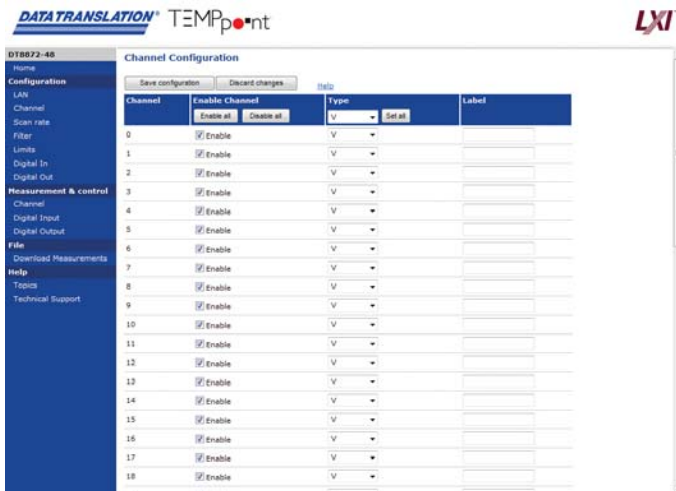 DATA TRANSLATION® TEMPpoint
LXI
DT8872-48
Home
Configuration
LAN
Channel
Scan rate
Filter
Limits
Digital In
Digital Out
Measurement & control
Channel
Digital Input
Digital Output
File
Download Measurements
Help
Topics
Technical Support
Channel Configuration
Save configuration Discard changes Help
Channel Enable Channel Type Label
Enable all Disable all V Set all
0 Enable V
1 Enable V
2 Enable V
3 Enable V
4 Enable V
5 Enable V
6 Enable V
7 Enable V
8 Enable V
9 Enable V
10 Enable V
11 Enable V
12 Enable V
13 Enable V
14 Enable V
15 Enable V
16 Enable V
17 Enable V
18 Enable V